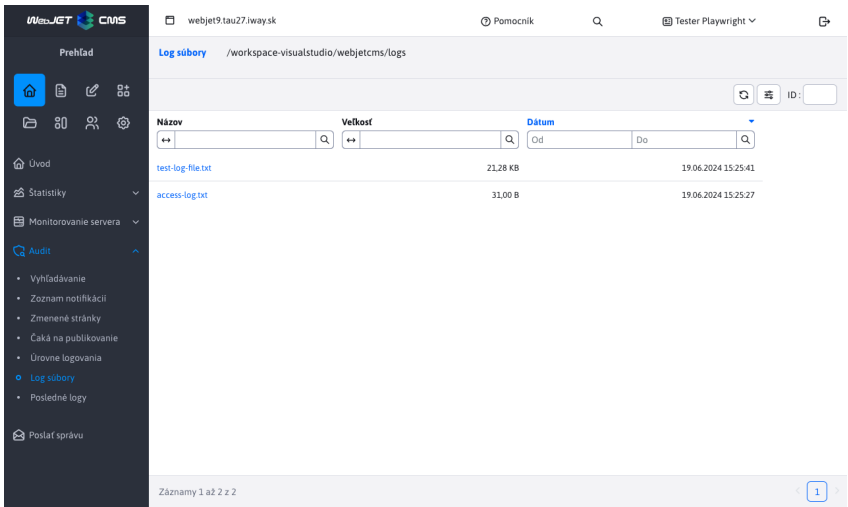 WebJET CMS
webjet9.tau27.iway.sk
Pomocník
Tester Playwright
Prehľad
Log súbory /workspace-visualstudio/webjetcms/logs
ID :
Názov Veľkosť Dátum
Od Do
test-log-file.txt 21,28 KB 19.06.2024 15:25:41
access-log.txt 31,00 B 19.06.2024 15:25:27
Úvod
Štatistiky
Monitorovanie servera
Audit
Vyhľadávanie
Zoznam notifikácií
Zmenené stránky
Čaká na publikovanie
Úrovne logovania
Log súbory
Posledné logy
Poslať správu
Záznamy 1 až 2 z 2
1